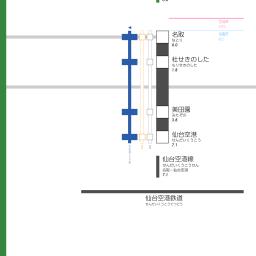 名取
なとり
0.0
杜せきのした
もりせきのした
1.8
美田園
みたぞの
3.8
仙台空港
せんだいくうこう
7.1
仙台空港線
せんだいくうこうせん
名取－仙台空港
7.1
仙台空港鉄道
せんだいくうこうてつどう